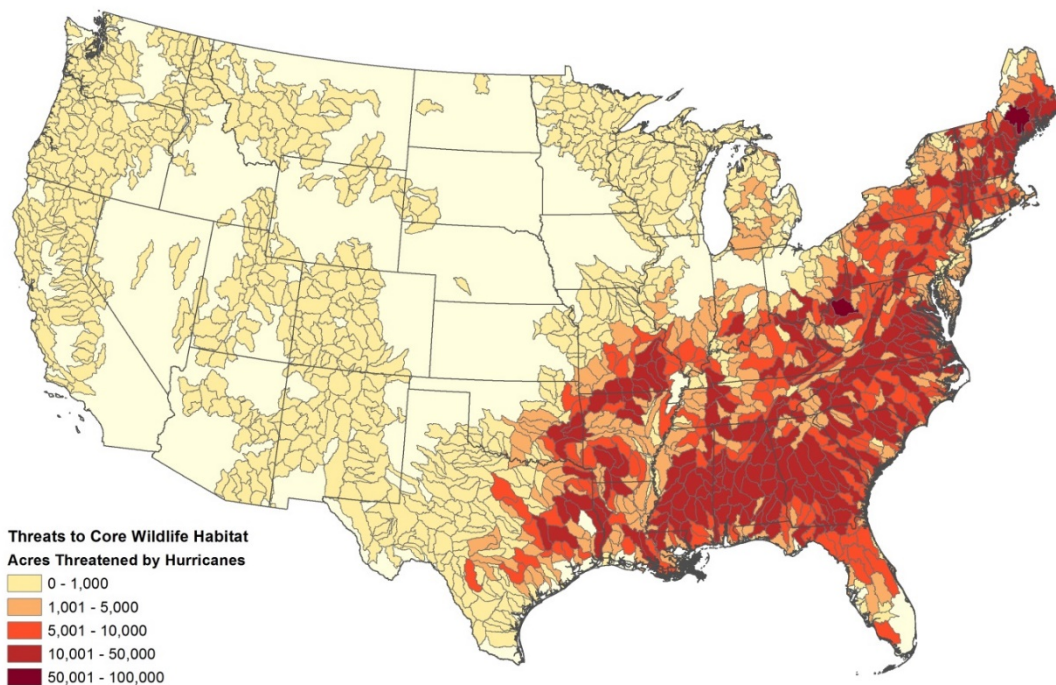 Threats to Core Wildlife Habitat
Acres Threatened by Hurricanes
0 - 1,000
1,001 - 5,000
5,001 - 10,000
10,001 - 50,000
50,001 - 100,000